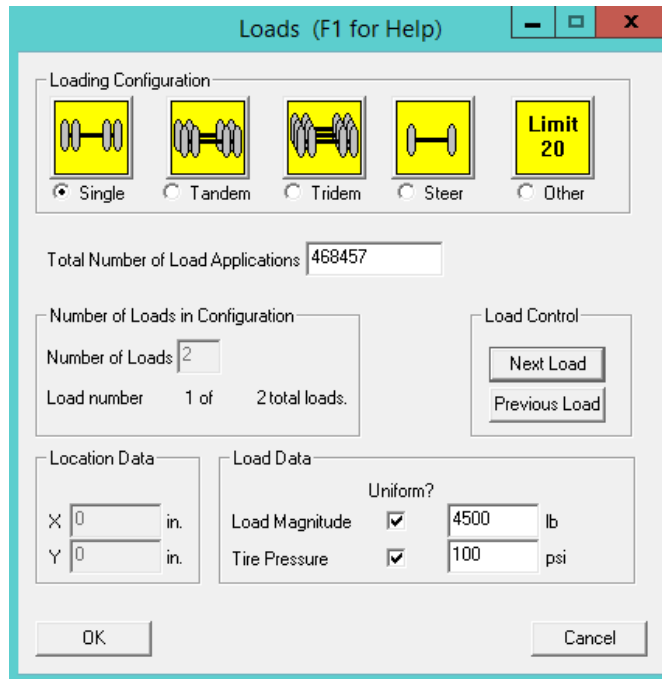 Loads (F1 for Help)
Loading Configuration
Limit
20
Single Tandem Tridem Steer Other
Total Number of Load Applications 468457
Number of Loads in Configuration
Number of Loads 2
Load number 1 of 2 total loads.
Load Control
Next Load
Previous Load
Location Data
X 0 in.
Y 0 in.
Load Data
Uniform?
Load Magnitude 4500 lb
Tire Pressure 100 psi
OK Cancel